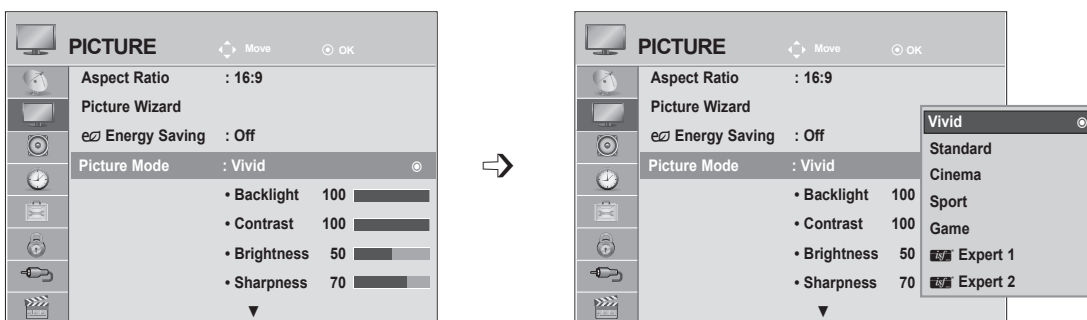 PICTURE Move OK
Aspect Ratio : 16:9
Picture Wizard
Energy Saving : Off
Picture Mode : Vivid
• Backlight 100
• Contrast 100
• Brightness 50
• Sharpness 70
PICTURE Move OK
Aspect Ratio : 16:9
Picture Wizard
Energy Saving : Off
Picture Mode : Vivid
• Backlight 100
• Contrast 100
• Brightness 50
• Sharpness 70
Vivid
Standard
Cinema
Sport
Game
isf Expert 1
isf Expert 2